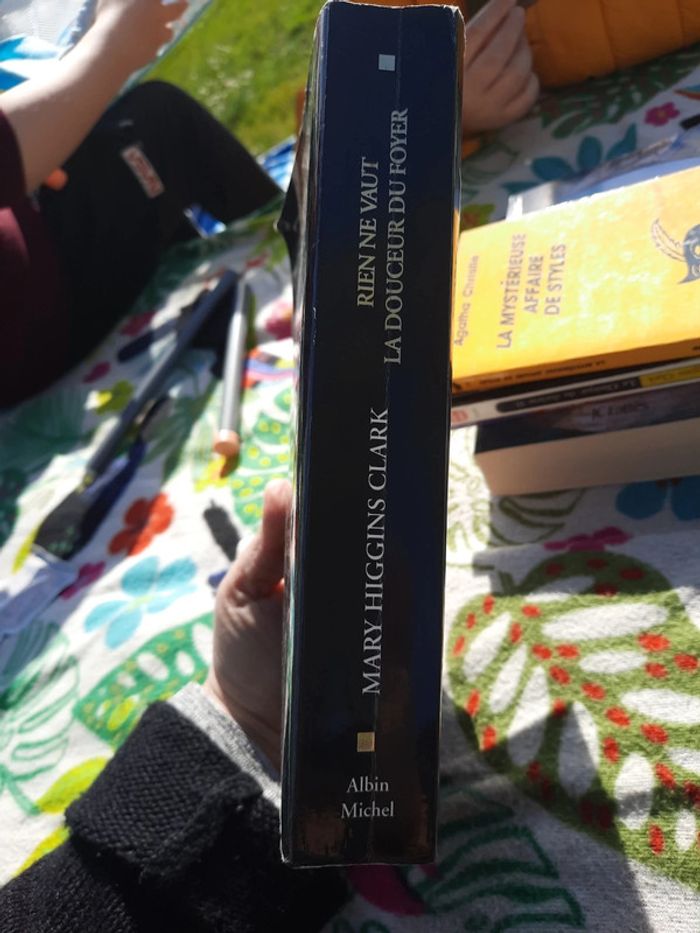 MARY HIGGINS CLARK
RIEN NE VAUT
LA DOUCEUR DU FOYER
Albin
Michel
Agatha Christie
LA MYSTÉRIEUSE
AFFAIRE
DE STYLES